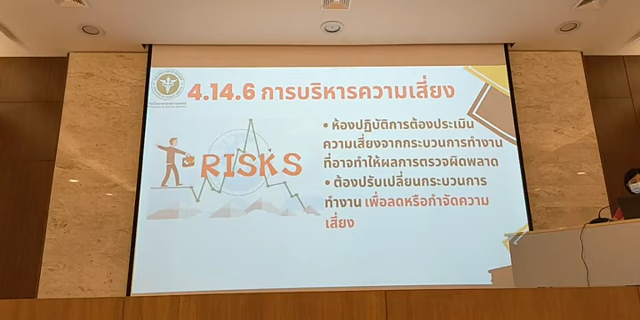 4.14.6 การบริหารความเสี่ยง
RISKS
• ห้องปฏิบัติการต้องประเมิน
ความเสี่ยงจากกระบวนการทำงาน
ที่อาจทำให้ผลการตรวจผิดพลาด
• ต้องปรับเปลี่ยนกระบวนการ
ทำงาน เพื่อลดหรือกำจัดความ
เสี่ยง